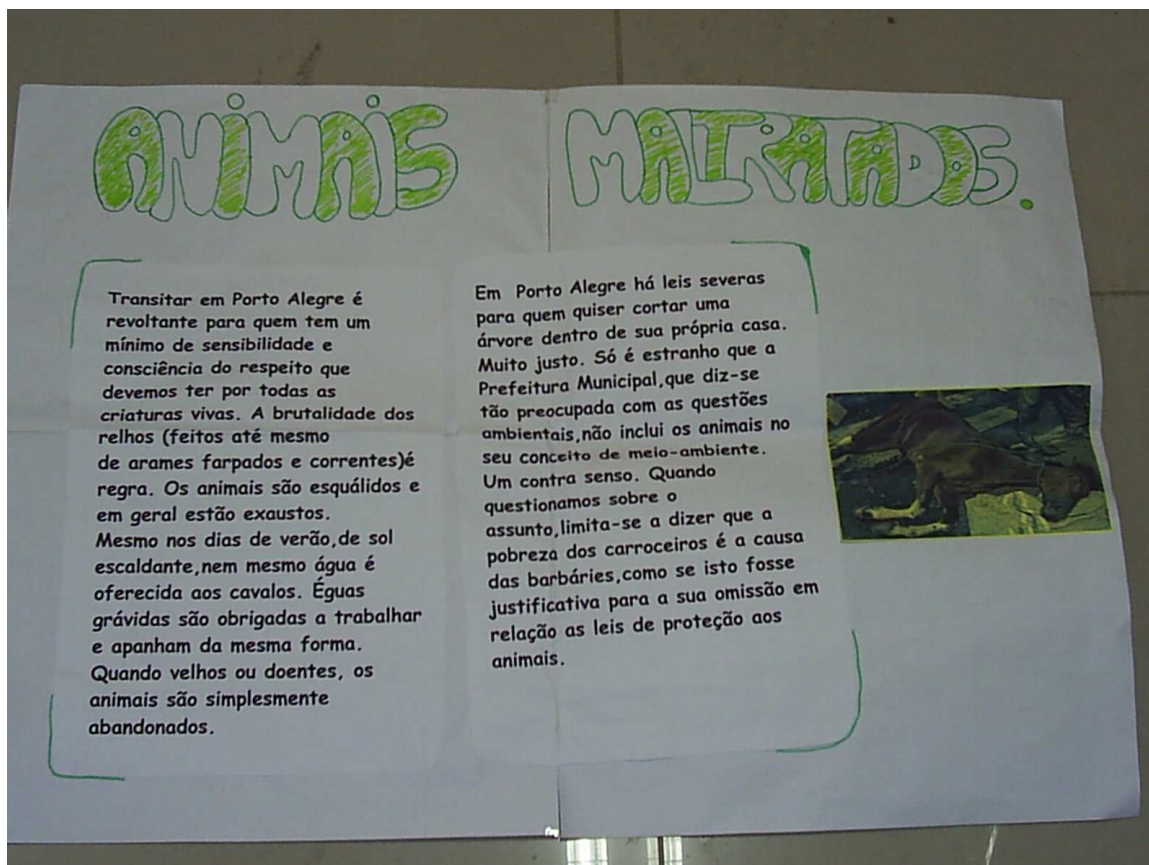 ANiMAiS MALTRATADOS.
Transitar em Porto Alegre é
revoltante para quem tem um
mínimo de sensibilidade e
consciência do respeito que
devemos ter por todas as
criaturas vivas. A brutalidade dos
relhos (feitos até mesmo
de arames farpados e correntes)é
regra. Os animais são esquálidos e
em geral estão exaustos.
Mesmo nos dias de verão,de sol
escaldante,nem mesmo água é
oferecida aos cavalos. Éguas
grávidas são obrigadas a trabalhar
e apanham da mesma forma.
Quando velhos ou doentes, os
animais são simplesmente
abandonados.
Em Porto Alegre há leis severas
para quem quiser cortar uma
árvore dentro de sua própria casa.
Muito justo. Só é estranho que a
Prefeitura Municipal,que diz-se
tão preocupada com as questões
ambientais,não inclui os animais no
seu conceito de meio-ambiente.
Um contra senso. Quando
questionamos sobre o
assunto,limita-se a dizer que a
pobreza dos carroceiros é a causa
das barbáries,como se isto fosse
justificativa para a sua omissão em
relação as leis de proteção aos
animais.